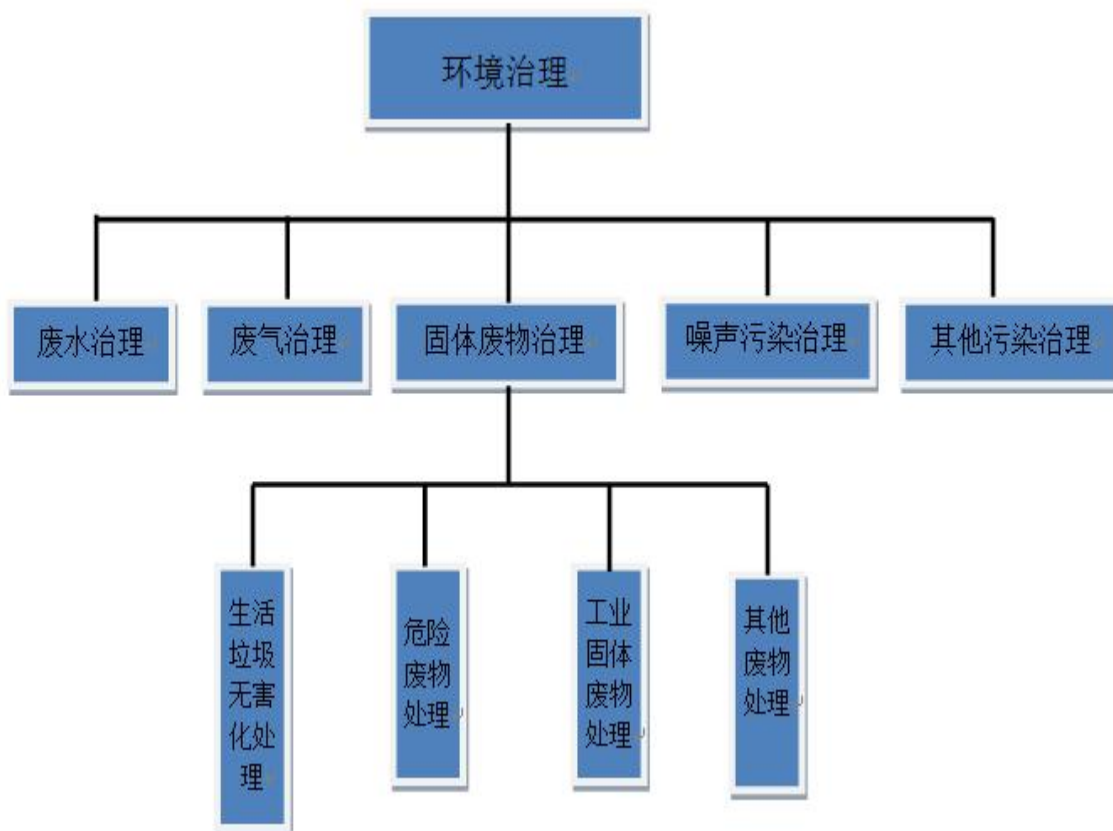 环境治理
废水治理
废气治理
固体废物治理
噪声污染治理
其他污染治理
生活
垃圾
无害
化处
理
危险
废物
处理
工业
固体
废物
处理
其他
废物
处理